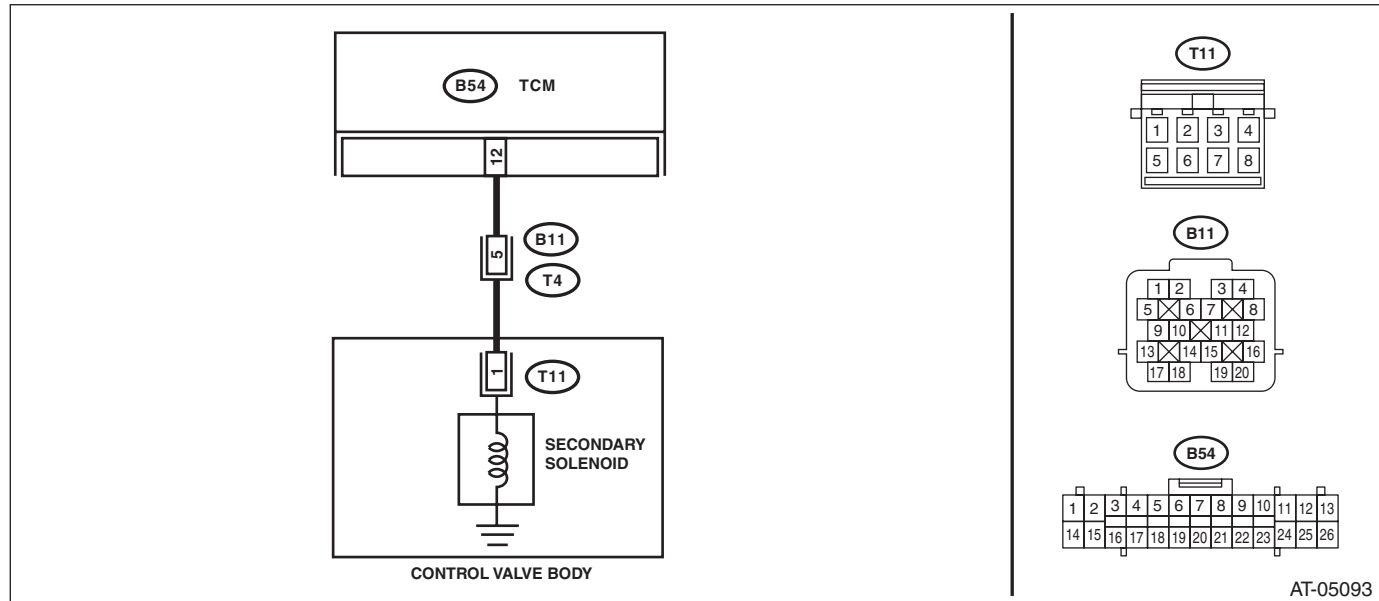 B54 TCM
12
5
B11
T4
1
T11
SECONDARY
SOLENOID
CONTROL VALVE BODY
T11
1 2 3 4
5 6 7 8
B11
1 2 3 4
5 6 7 8
9 10 11 12
13 14 15 16
17 18 19 20
B54
1 2 3 4 5 6 7 8 9 10 11 12 13
14 15 16 17 18 19 20 21 22 23 24 25 26
AT-05093